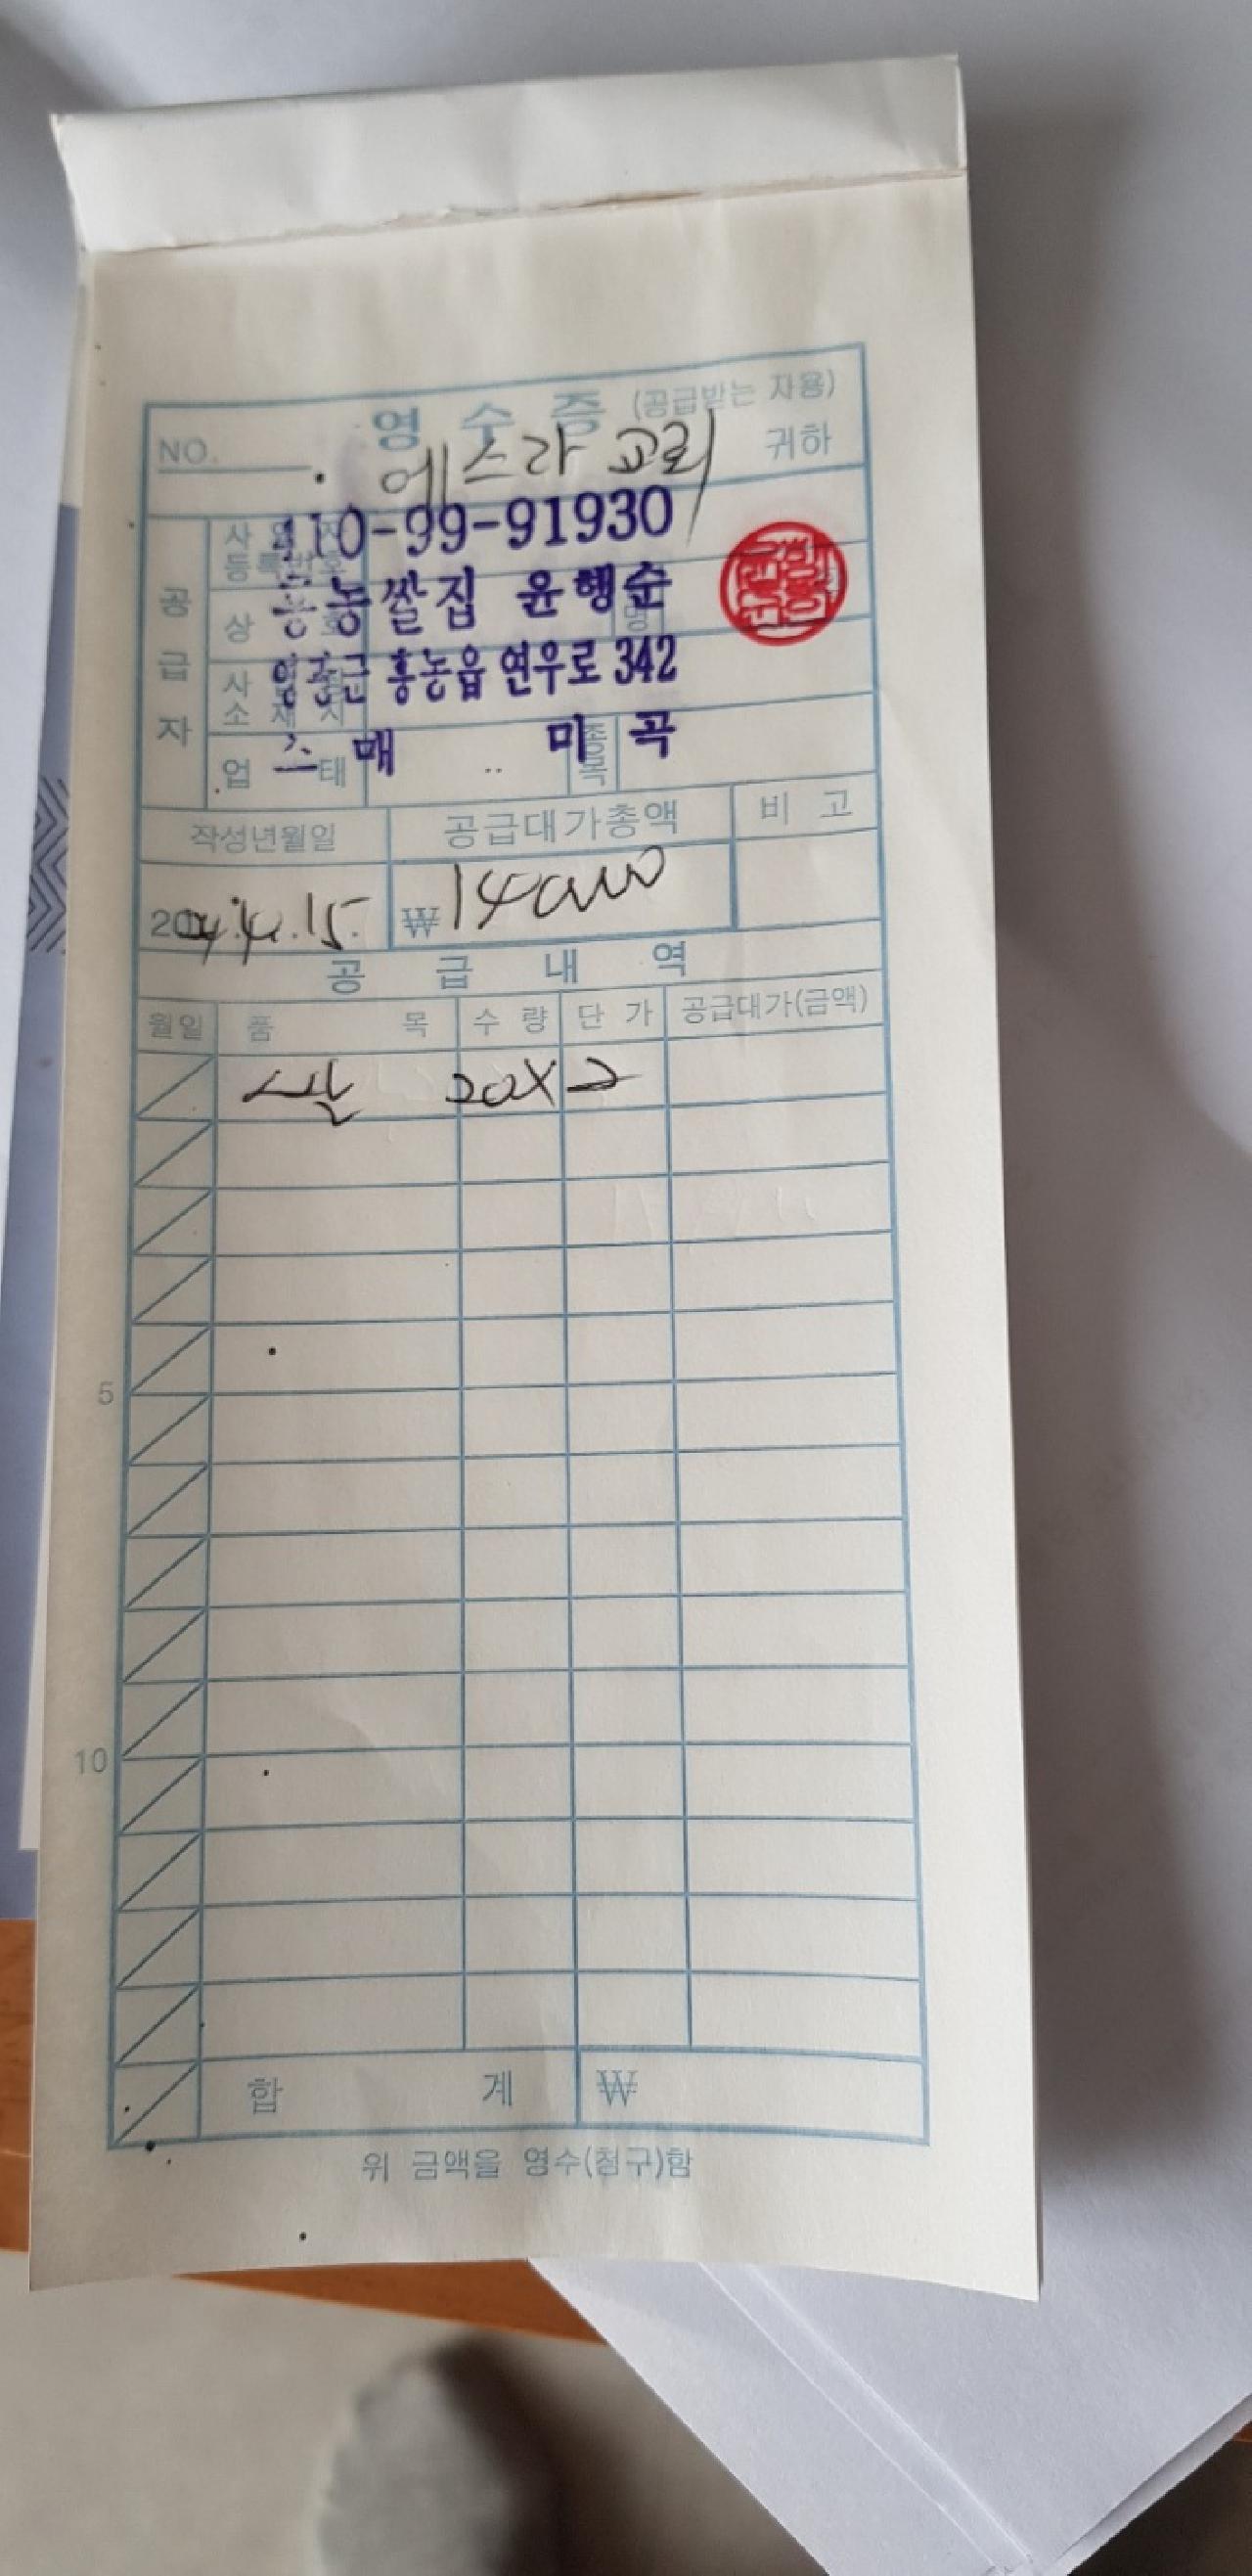 영 수 증 (공급받는 자용)
NO. 에스라 교회 귀하
공급자
사업자등록번호 410-99-91930
상호 홍농쌀집 윤행순
사업장소재지 영광군 홍농읍 연우로 342
업태 소매 종목 미곡
작성년월일 공급대가총액 비 고
2024.4.15. ₩ 140,000
공 급 내 역
월일 품 목 수 량 단 가 공급대가(금액)
쌀 20X2
5
10
합 계 ₩
위 금액을 영수(청구)함